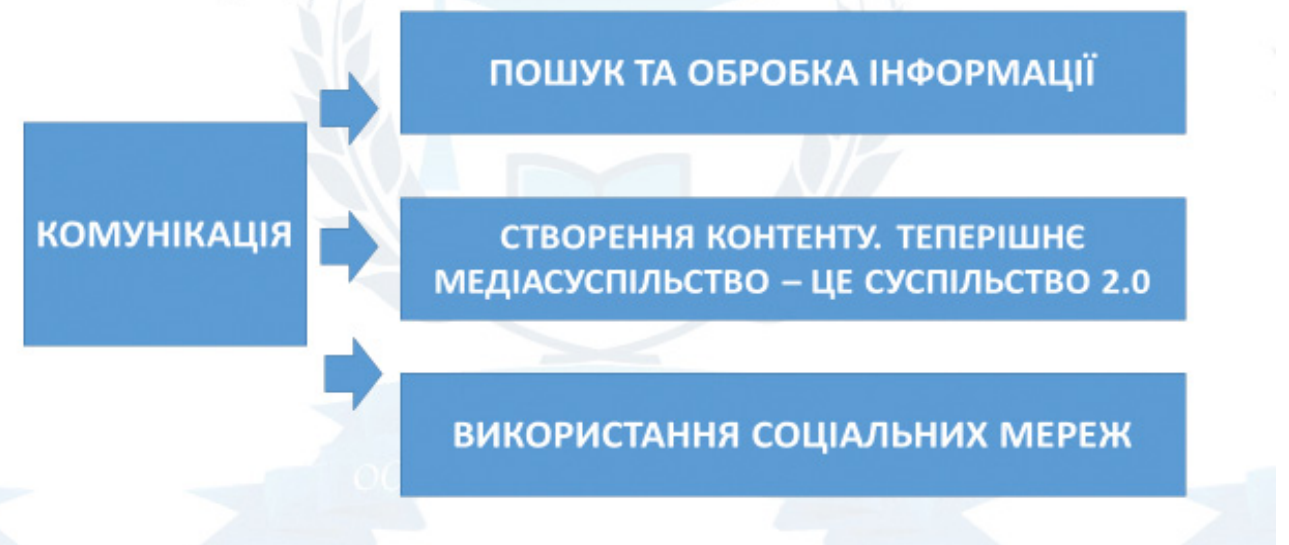 ПОШУК ТА ОБРОБКА ІНФОРМАЦІЇ
КОМУНІКАЦІЯ
СТВОРЕННЯ КОНТЕНТУ. ТЕПЕРІШНЄ
МЕДІАСУСПІЛЬСТВО – ЦЕ СУСПІЛЬСТВО 2.0
ВИКОРИСТАННЯ СОЦІАЛЬНИХ МЕРЕЖ